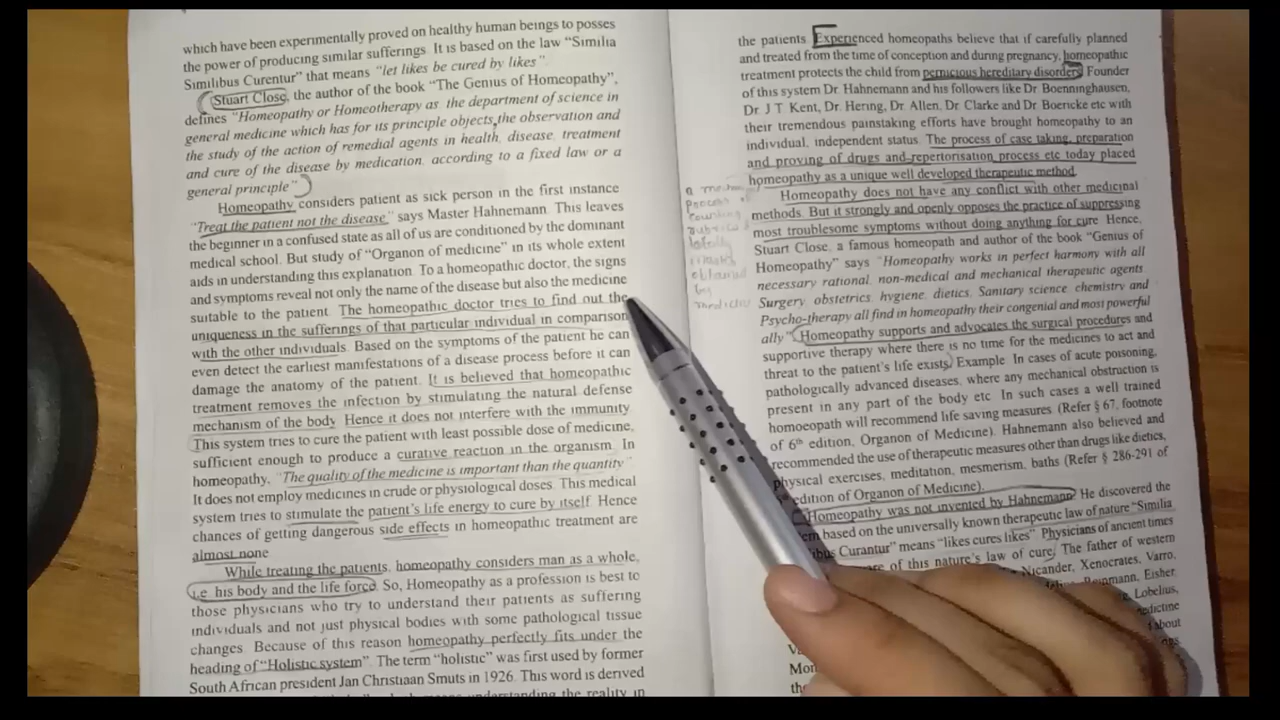 which have been experimentally proved on healthy human beings to posses
the power of producing similar sufferings. It is based on the law "Similia
Similibus Curentur" that means "let likes be cured by likes".
Stuart Close, the author of the book "The Genius of Homeopathy",
defines "Homeopathy or Homeotherapy as the department of science in
general medicine which has for its principle objects the observation and
the study of the action of remedial agents in health, disease, treatment
and cure of the disease by medication, according to a fixed law or a
general principle"
Homeopathy considers patient as sick person in the first instance
"Treat the patient not the disease" says Master Hahnemann. This leaves
the beginner in a confused state as all of us are conditioned by the dominant
medical school. But study of "Organon of medicine" in its whole extent
aids in understanding this explanation. To a homeopathic doctor, the signs
and symptoms reveal not only the name of the disease but also the medicine
suitable to the patient. The homeopathic doctor tries to find out the
uniqueness in the sufferings of that particular individual in comparison
with the other individuals. Based on the symptoms of the patient he can
even detect the earliest manifestations of a disease process before it can
damage the anatomy of the patient. It is believed that homeopathic
treatment removes the infection by stimulating the natural defense
mechanism of the body. Hence it does not interfere with the immunity
This system tries to cure the patient with least possible dose of medicine,
sufficient enough to produce a curative reaction in the organism. In
homeopathy, "The quality of the medicine is important than the quantity"
It does not employ medicines in crude or physiological doses. This medical
system tries to stimulate the patient's life energy to cure by itself. Hence
chances of getting dangerous side effects in homeopathic treatment are
almost none.
While treating the patients, homeopathy considers man as a whole,
i.e his body and the life force. So, Homeopathy as a profession is best to
those physicians who try to understand their patients as suffering
individuals and not just physical bodies with some pathological tissue
changes. Because of this reason homeopathy perfectly fits under the
heading of "Holistic system". The term "holistic" was first used by former
South African president Jan Christiaan Smuts in 1926. This word is derived
understanding the reality in
the patients. Experienced homeopaths believe that if carefully planned
and treated from the time of conception and during pregnancy, homeopathic
treatment protects the child from pernicious hereditary disorders. Founder
of this system Dr. Hahnemann and his followers like Dr Boenninghausen,
Dr. J T Kent, Dr. Hering, Dr. Allen, Dr. Clarke and Dr Boericke etc with
their tremendous painstaking efforts have brought homeopathy to an
individual, independent status. The process of case taking, preparation
and proving of drugs and repertorisation process etc today placed
homeopathy as a unique well developed therapeutic method.
Homeopathy does not have any conflict with other medicinal
methods. But it strongly and openly opposes the practice of suppressing
most troublesome symptoms without doing anything for cure. Hence,
Stuart Close, a famous homeopath and author of the book "Genius of
Homeopathy" says "Homeopathy works in perfect harmony with all
necessary rational, non-medical and mechanical therapeutic agents.
Surgery, obstetrics, hygiene, dietics, Sanitary science, chemistry and
Psycho-therapy all find in homeopathy their congenial and most powerful
ally". Homeopathy supports and advocates the surgical procedures and
supportive therapy where there is no time for the medicines to act and
threat to the patient's life exists. Example. In cases of acute poisoning,
pathologically advanced diseases, where any mechanical obstruction is
present in any part of the body etc. In such cases a well trained
homoeopath will recommend life saving measures. (Refer § 67, footnote
of 6th edition, Organon of Medicine). Hahnemann also believed and
recommended the use of therapeutic measures other than drugs like dietics,
physical exercises, meditation, mesmerism, baths (Refer § 286-291 of
edition of Organon of Medicine).
Homeopathy was not invented by Hahnemann. He discovered the
based on the universally known therapeutic law of nature "Similia
Curantur" means "likes cures likes". Physicians of ancient times
of this nature's law of cure. The father of western
Nicander, Xenocrates, Varro,
Eisher,
Lobelius,
about